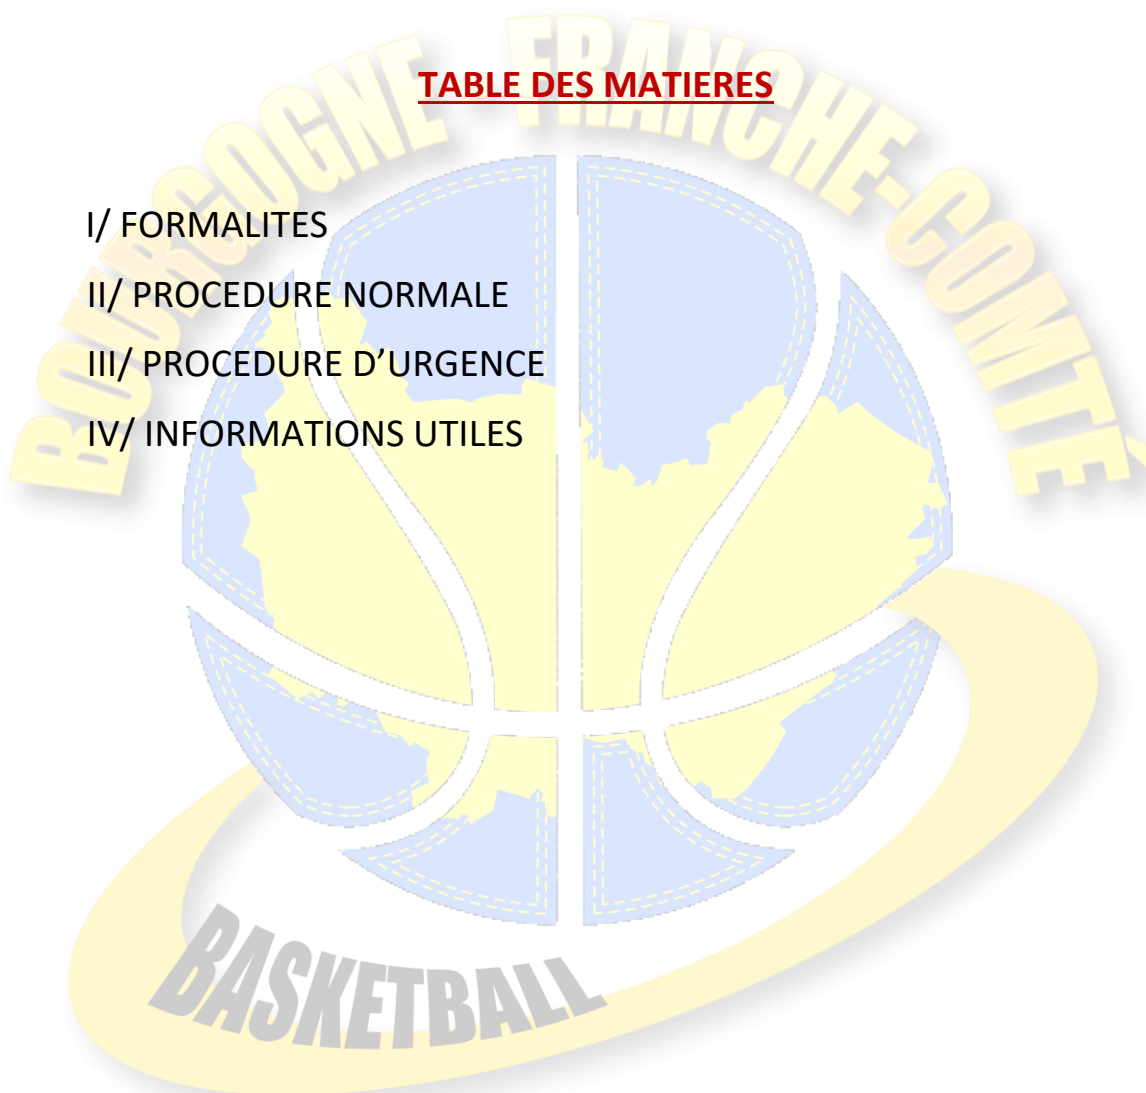 TABLE DES MATIERES
BOURGOGNE - FRANCHE-COMTÉ
I/ FORMALITES
II/ PROCEDURE NORMALE
III/ PROCEDURE D’URGENCE
IV/ INFORMATIONS UTILES
BASKETBALL